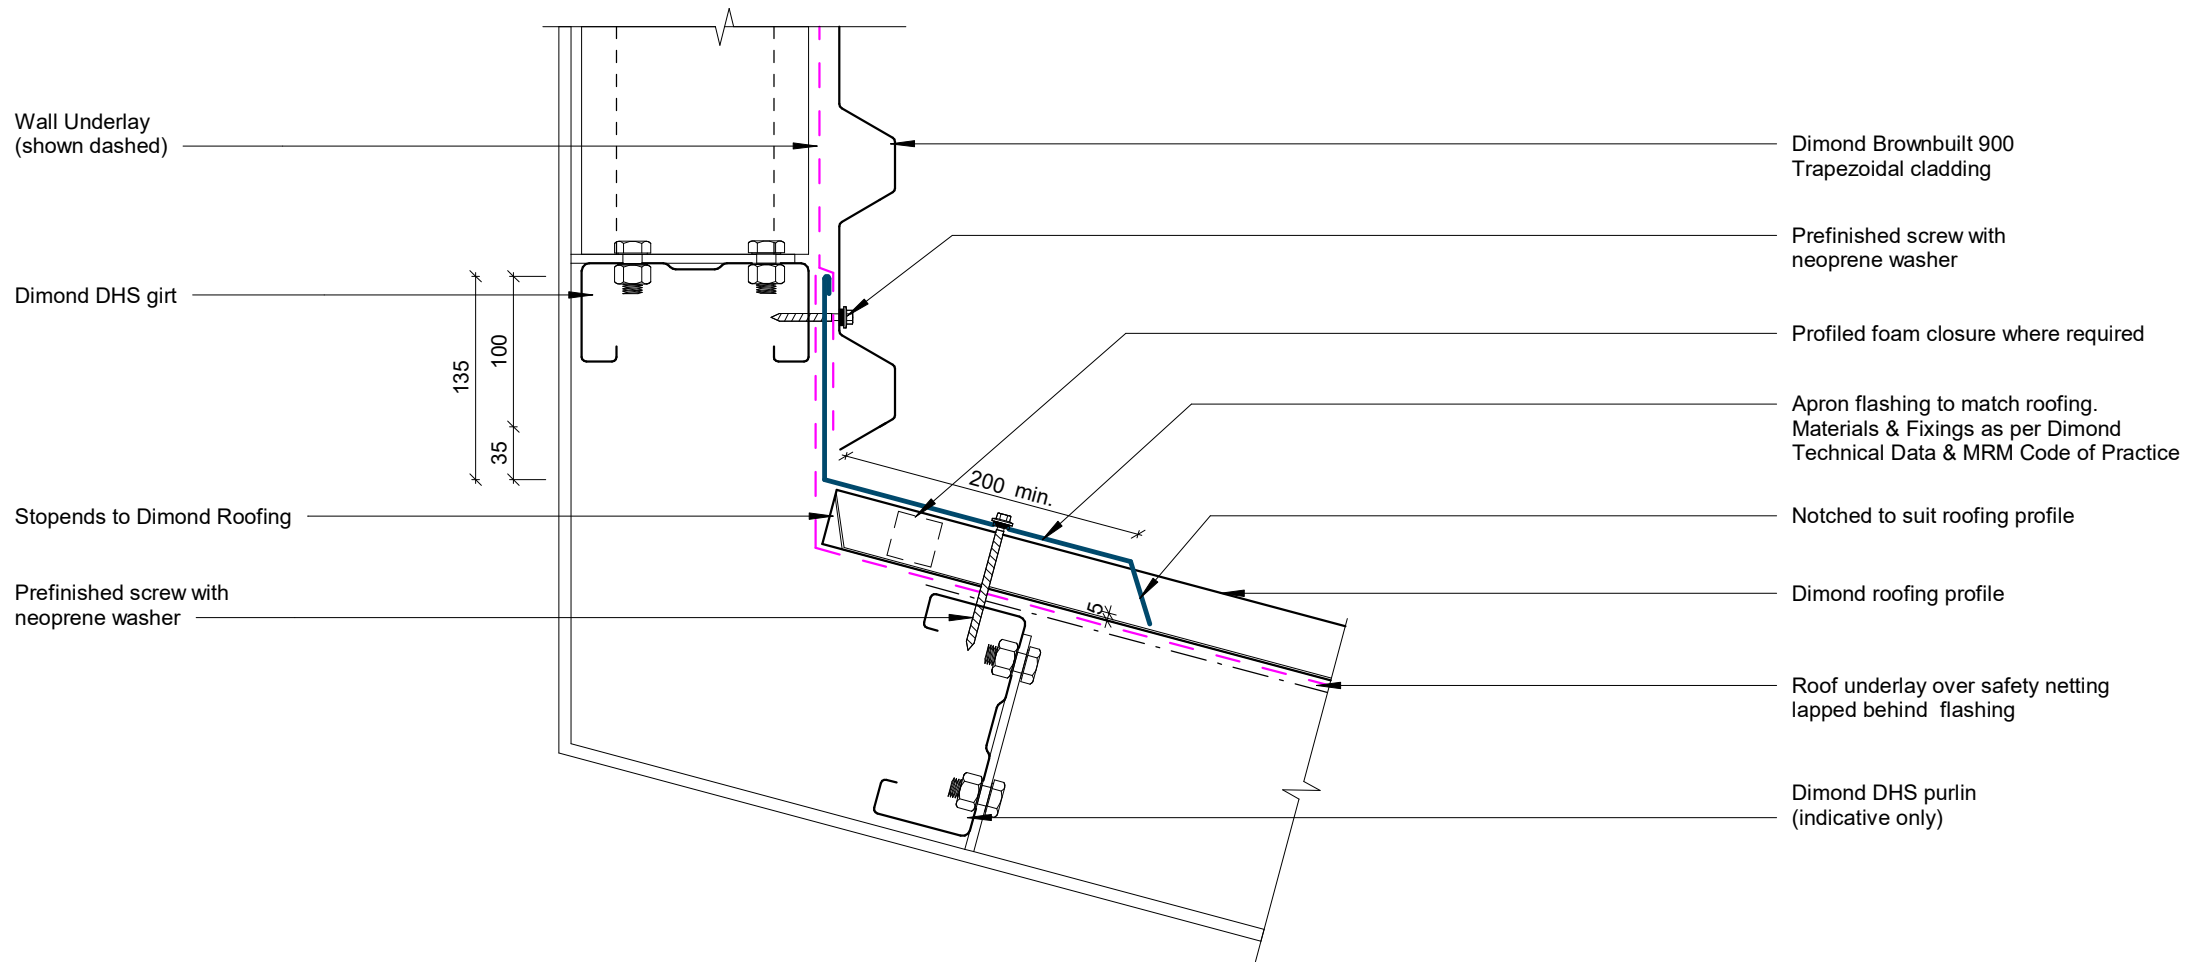 Wall Underlay
(shown dashed)
Dimond DHS girt
135
100
35
Stopends to Dimond Roofing
Prefinished screw with
neoprene washer
200 min.
5
Dimond Brownbuilt 900
Trapezoidal cladding
Prefinished screw with
neoprene washer
Profiled foam closure where required
Apron flashing to match roofing.
Materials & Fixings as per Dimond
Technical Data & MRM Code of Practice
Notched to suit roofing profile
Dimond roofing profile
Roof underlay over safety netting
lapped behind flashing
Dimond DHS purlin
(indicative only)